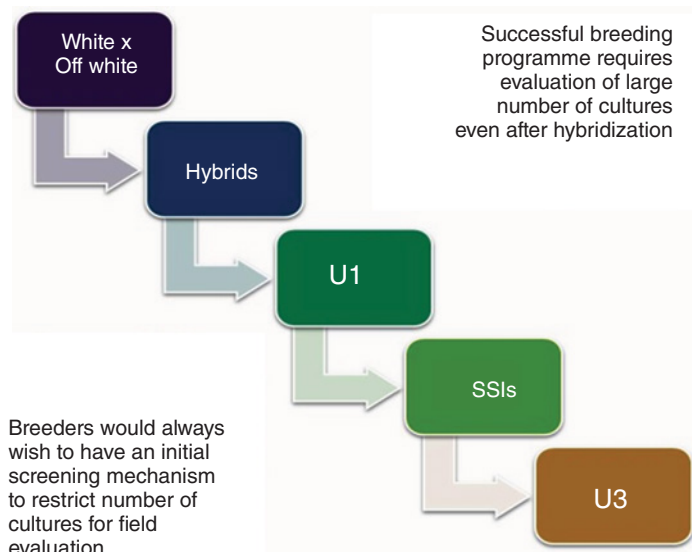 White x
Off white
Successful breeding
programme requires
evaluation of large
number of cultures
even after hybridization
Hybrids
U1
SSIs
Breeders would always
wish to have an initial
screening mechanism
to restrict number of
cultures for field
evaluation
U3